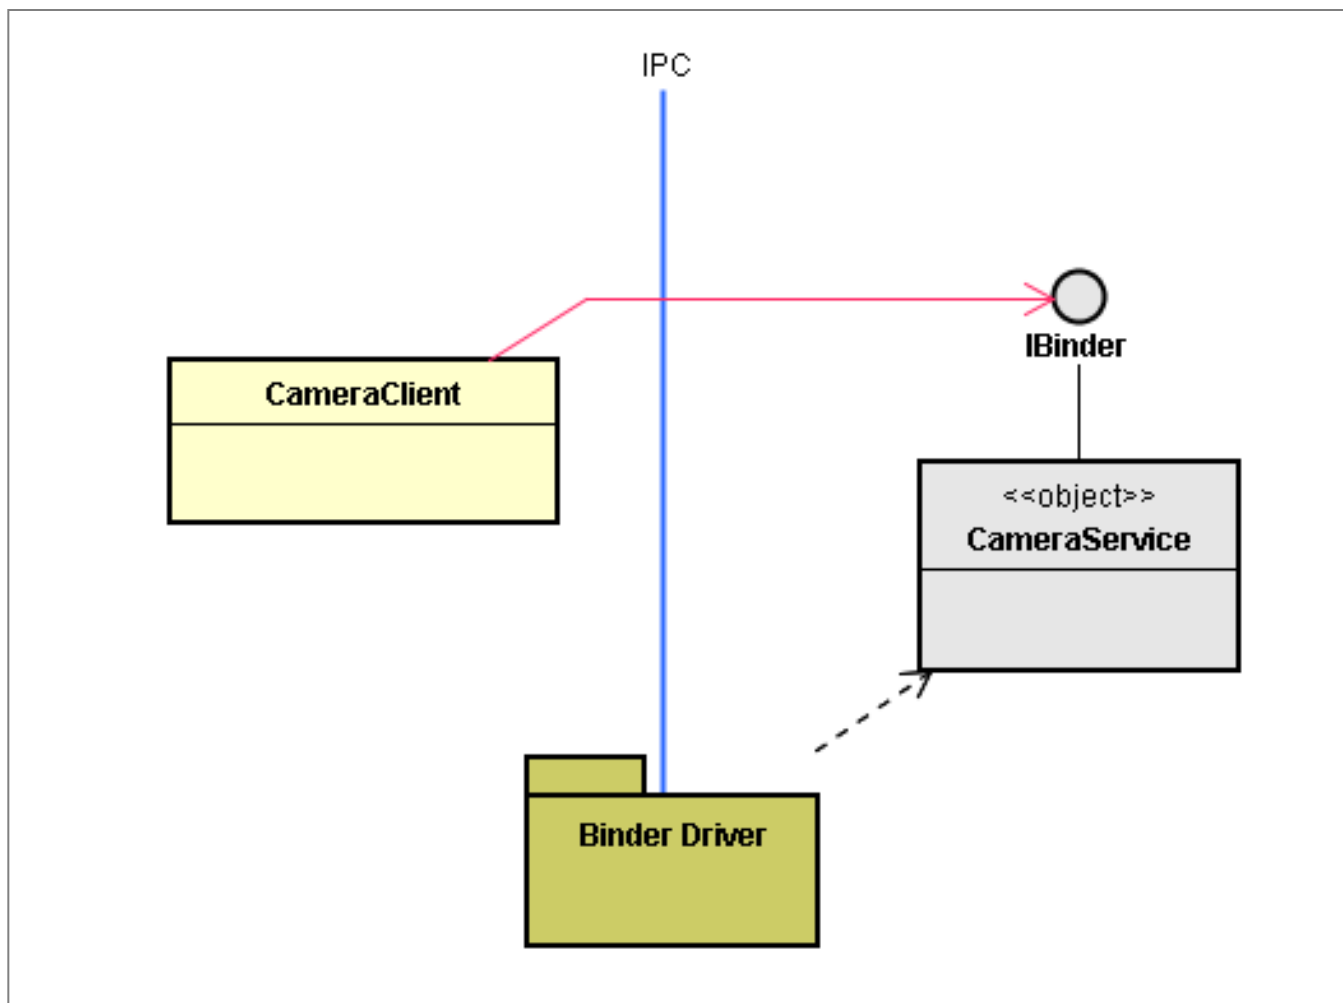 IPC
IBinder
CameraClient
<<object>>
CameraService
Binder Driver